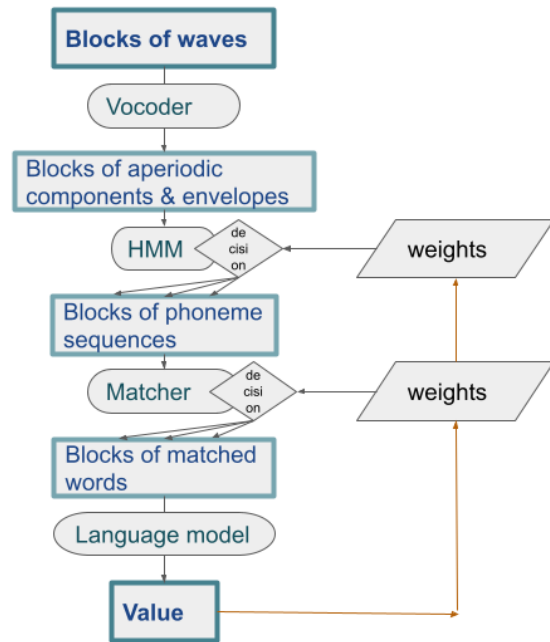 Blocks of waves
Vocoder
Blocks of aperiodic
components & envelopes
HMM
de
cisi
on
weights
Blocks of phoneme
sequences
Matcher
de
cisi
on
weights
Blocks of matched
words
Language model
Value